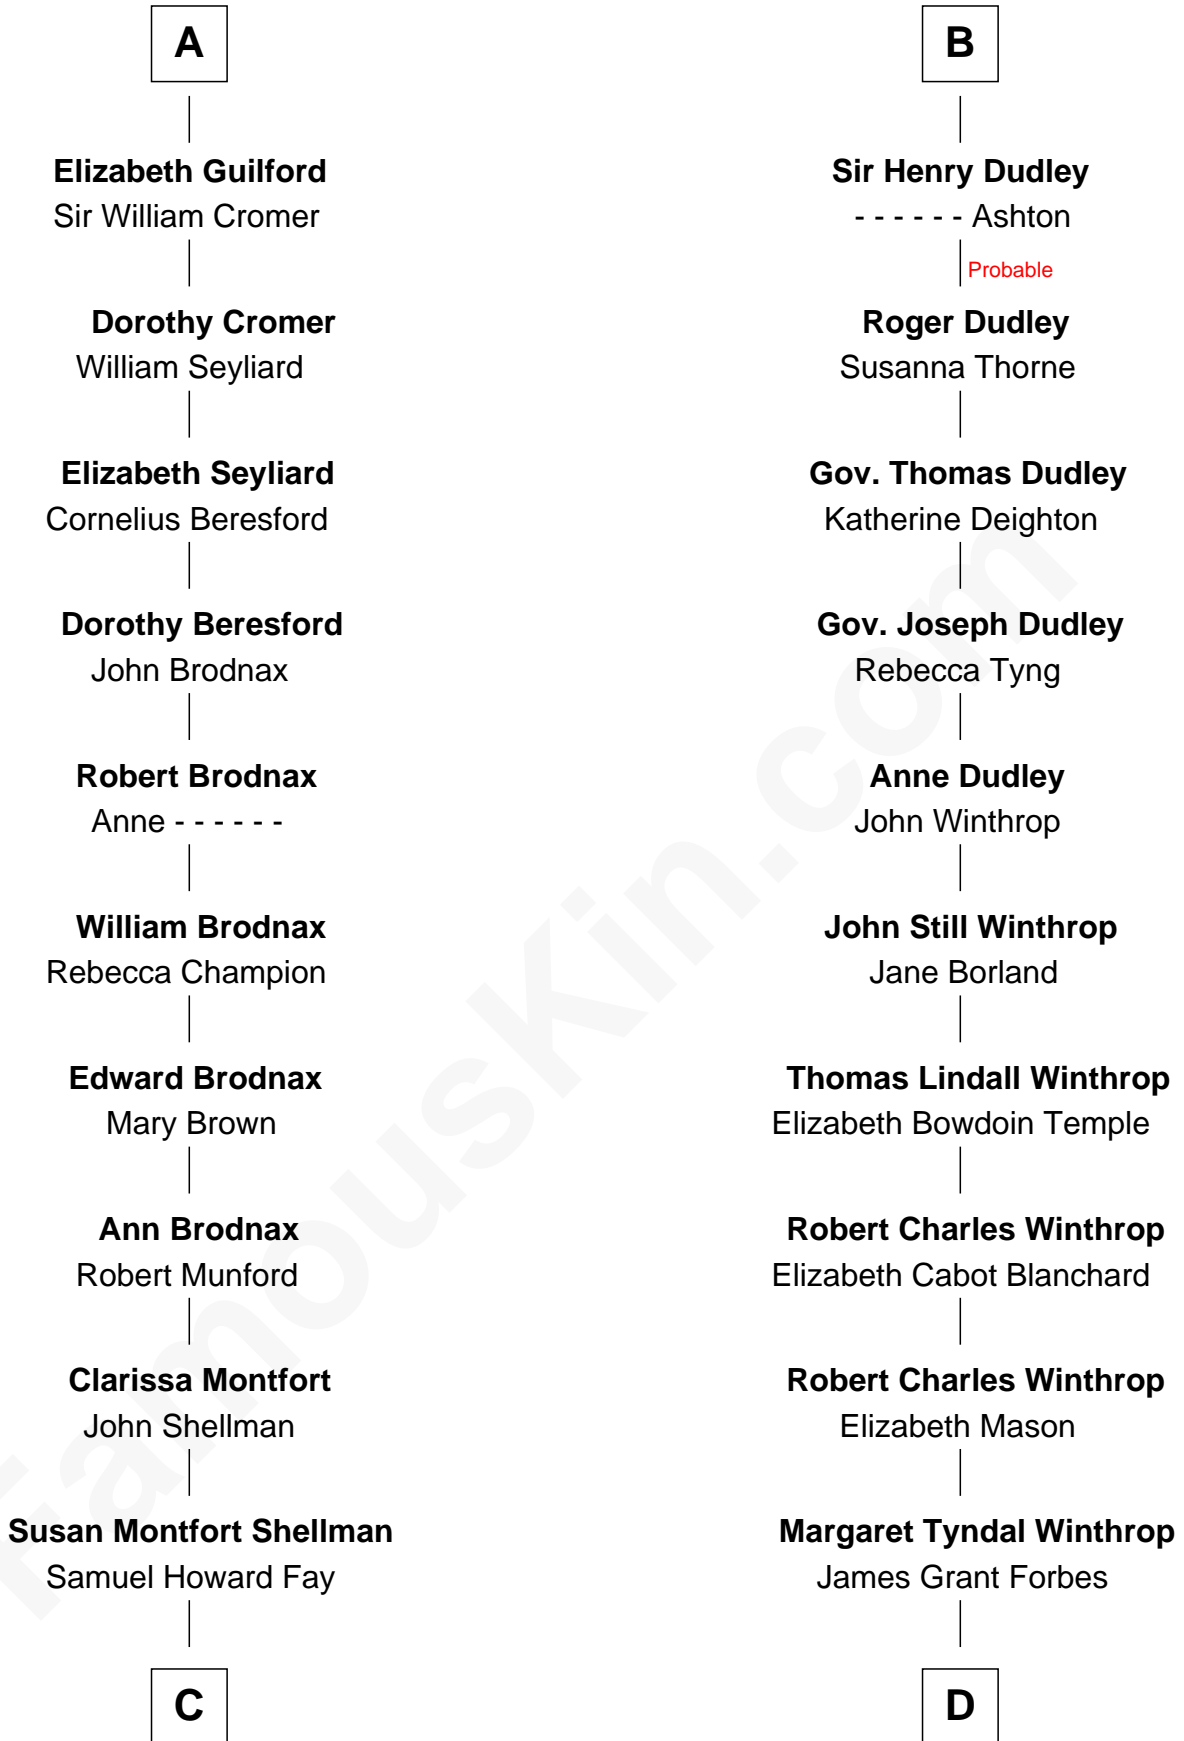 A
Elizabeth Guilford
Sir William Cromer
Dorothy Cromer
William Seyliard
Elizabeth Seyliard
Cornelius Beresford
Dorothy Beresford
John Brodnax
Robert Brodnax
Anne - - - - - -
William Brodnax
Rebecca Champion
Edward Brodnax
Mary Brown
Ann Brodnax
Robert Munford
Clarissa Montfort
John Shellman
Susan Montfort Shellman
Samuel Howard Fay
C
B
Sir Henry Dudley
- - - - - - Ashton
Probable
Roger Dudley
Susanna Thorne
Gov. Thomas Dudley
Katherine Deighton
Gov. Joseph Dudley
Rebecca Tyng
Anne Dudley
John Winthrop
John Still Winthrop
Jane Borland
Thomas Lindall Winthrop
Elizabeth Bowdoin Temple
Robert Charles Winthrop
Elizabeth Cabot Blanchard
Robert Charles Winthrop
Elizabeth Mason
Margaret Tyndal Winthrop
James Grant Forbes
D
FamousKin.com